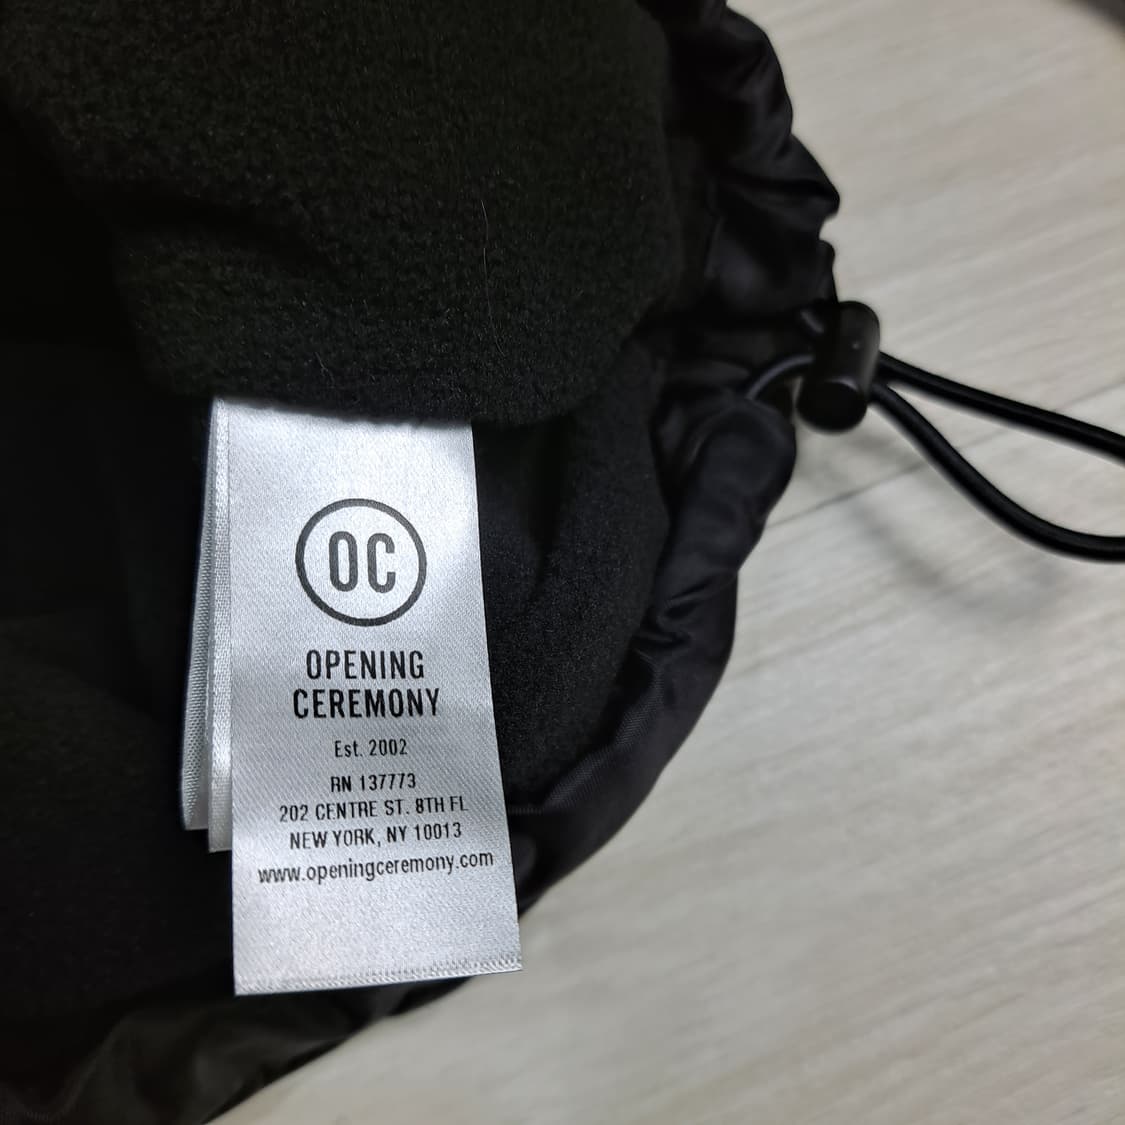 OC
OPENING
CEREMONY
Est. 2002
RN 137773
202 CENTRE ST. 8TH FL
NEW YORK, NY 10013
www.openingceremony.com